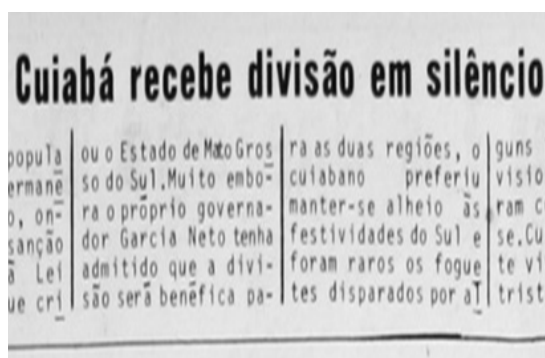 Cuiabá recebe divisão em silêncio
popula
ermane
o, on-
sanção
a Lei
ue cri
ou o Estado de Mato Gros
so do Sul. Muito embo-
ra o próprio governa-
dor Garcia Neto tenha
admitido que a divi-
são será benéfica pa-
ra as duas regiões, o
cuiabano preferiu
manter-se alheio às
festividades do Sul e
foram raros os fogue
tes disparados por al
guns
visio
ram c
se. Cu
te vi
trist